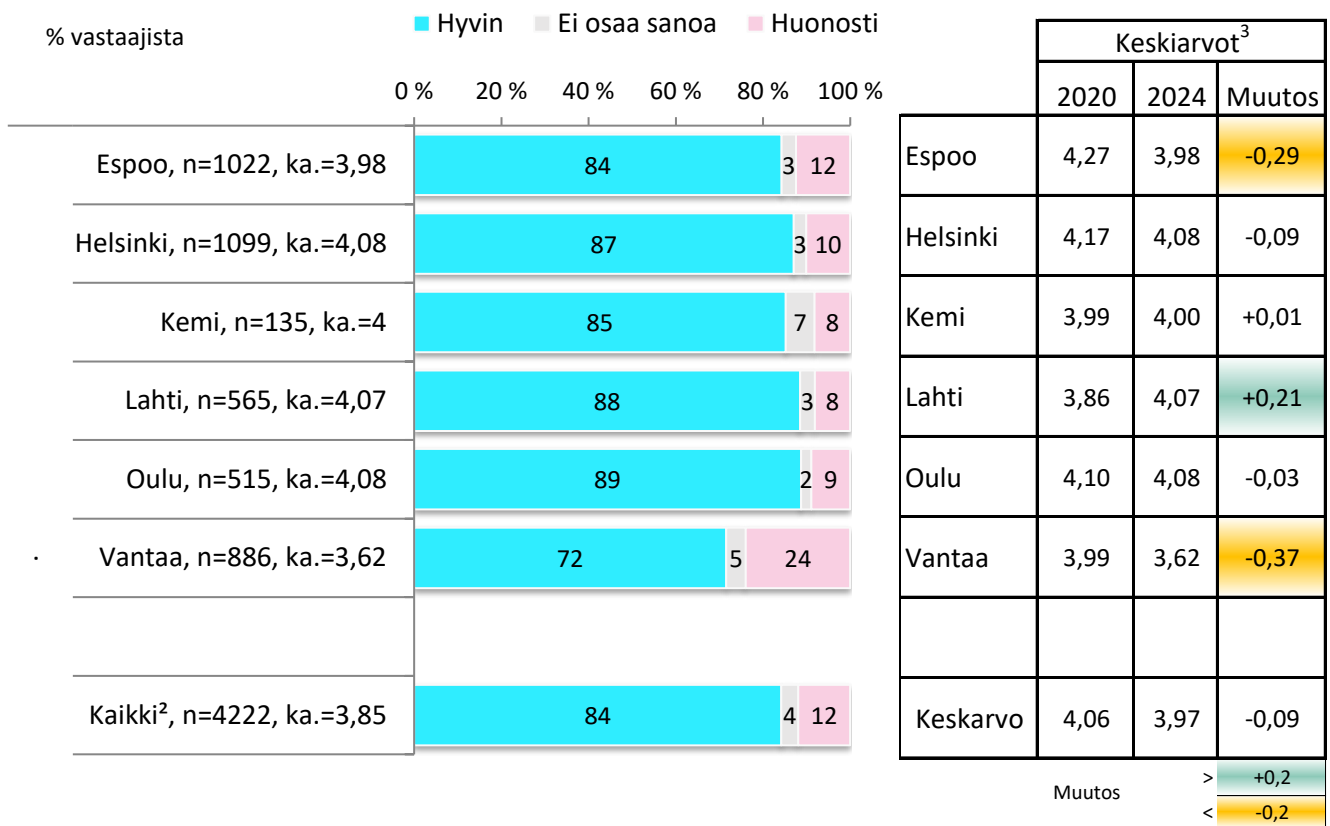 % vastaajista
Hyvin Ei osaa sanoa Huonosti
0 % 20 % 40 % 60 % 80 % 100 %
Espoo, n=1022, ka.=3,98 84 3 12
Helsinki, n=1099, ka.=4,08 87 3 10
Kemi, n=135, ka.=4 85 7 8
Lahti, n=565, ka.=4,07 88 3 8
Oulu, n=515, ka.=4,08 89 2 9
. Vantaa, n=886, ka.=3,62 72 5 24
Kaikki², n=4222, ka.=3,85 84 4 12
Keskiarvot³
2020 2024 Muutos
Espoo 4,27 3,98 -0,29
Helsinki 4,17 4,08 -0,09
Kemi 3,99 4,00 +0,01
Lahti 3,86 4,07 +0,21
Oulu 4,10 4,08 -0,03
Vantaa 3,99 3,62 -0,37
Keskarvo 4,06 3,97 -0,09
Muutos
> +0,2
< -0,2